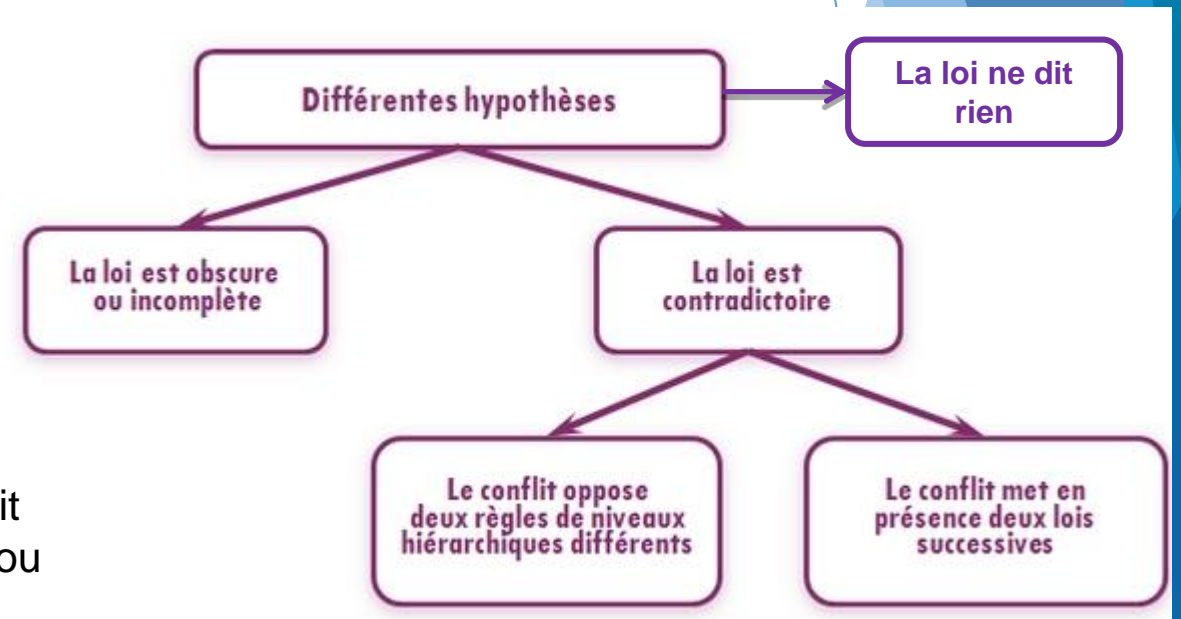 Différentes hypothèses
La loi ne dit
rien
La loi est obscure
ou incomplète
La loi est
contradictoire
it
ou
Le conflit oppose
deux règles de niveaux
hiérarchiques différents
Le conflit met en
présence deux lois
successives